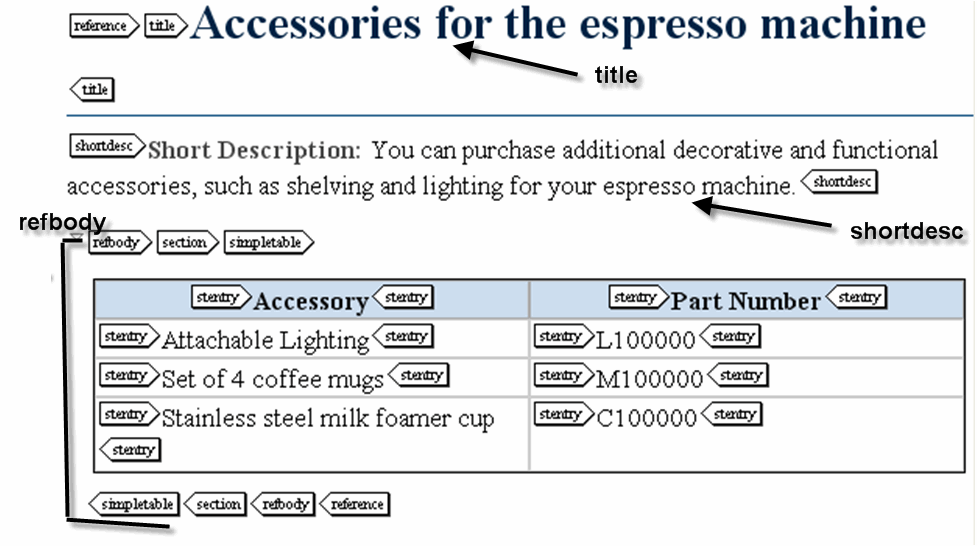 reference title Accessories for the espresso machine
title
title
shortdesc Short Description: You can purchase additional decorative and functional
accessories, such as shelving and lighting for your espresso machine. shortdesc
refbody
shortdesc
refbody section simpletable
stentry Accessory stentry stentry Part Number stentry
stentry Attachable Lighting stentry stentry L100000 stentry
stentry Set of 4 coffee mugs stentry stentry M100000 stentry
stentry Stainless steel milk foamer cup stentry C100000 stentry
stentry
simpletable section refbody reference